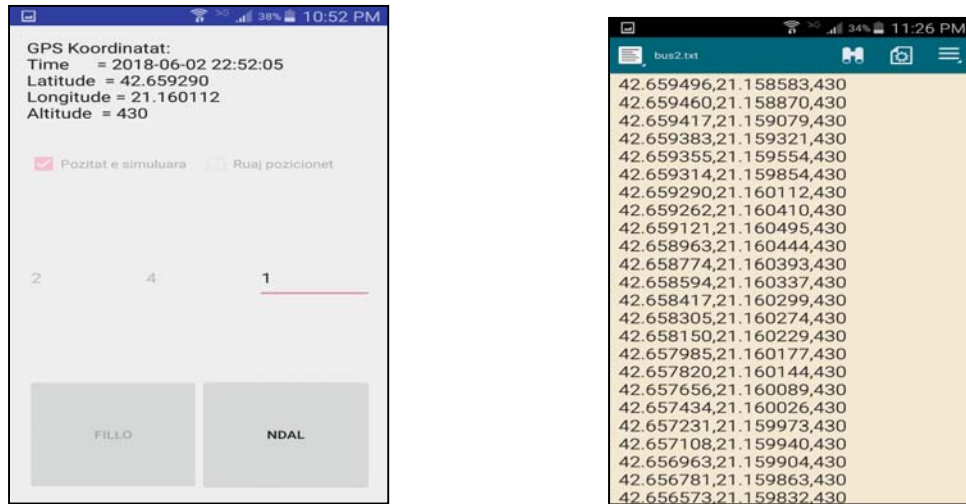 38% 10:52 PM
GPS Koordinatat:
Time = 2018-06-02 22:52:05
Latitude = 42.659290
Longitude = 21.160112
Altitude = 430
Pozitat e simuluara Ruaj pozicionet
2 4 1
FILLO NDAL
34% 11:26 PM
bus2.txt
42.659496,21.158583,430
42.659460,21.158870,430
42.659417,21.159079,430
42.659383,21.159321,430
42.659355,21.159554,430
42.659314,21.159854,430
42.659290,21.160112,430
42.659262,21.160410,430
42.659121,21.160495,430
42.658963,21.160444,430
42.658774,21.160393,430
42.658594,21.160337,430
42.658417,21.160299,430
42.658305,21.160274,430
42.658150,21.160229,430
42.657985,21.160177,430
42.657820,21.160144,430
42.657656,21.160089,430
42.657434,21.160026,430
42.657231,21.159973,430
42.657108,21.159940,430
42.656963,21.159904,430
42.656781,21.159863,430
42.656573,21.159832,430